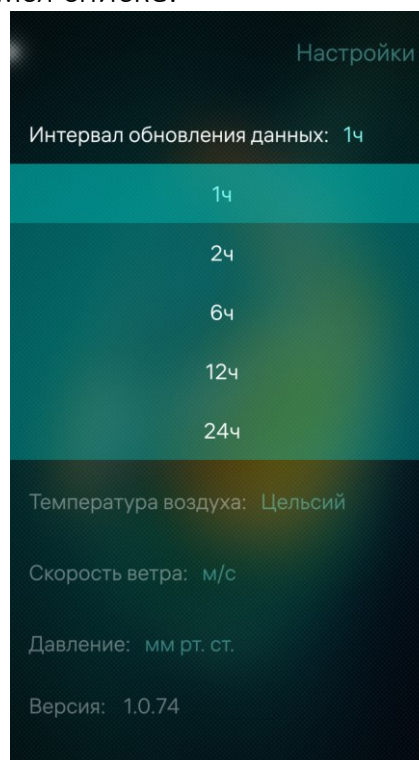 списке.
Настройки
Интервал обновления данных: 1ч
1ч
2ч
6ч
12ч
24ч
Температура воздуха: Цельсий
Скорость ветра: м/с
Давление: мм рт. ст.
Версия: 1.0.74